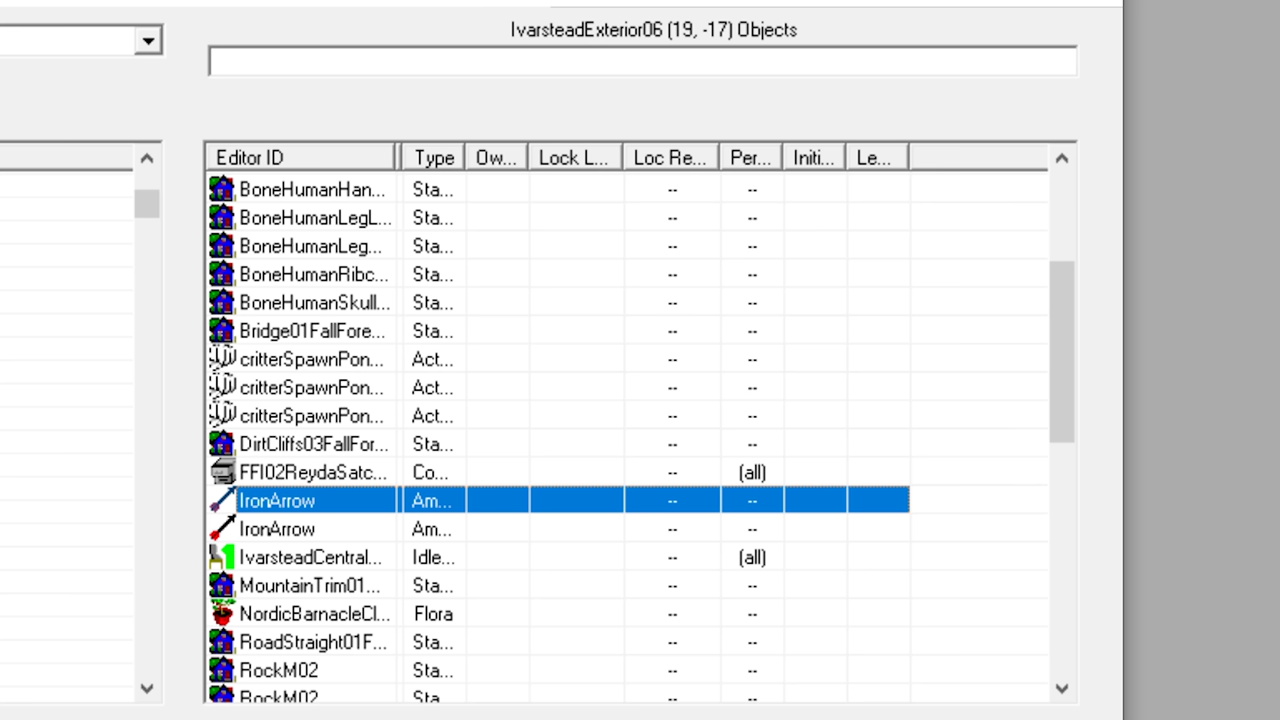 IvarsteadExterior06 (19, -17) Objects
Editor ID Type Ow... Lock L... Loc Re... Per... Initi... Le...
BoneHumanHan... Sta... -- --
BoneHumanLegL... Sta... -- --
BoneHumanLeg... Sta... -- --
BoneHumanRibc... Sta... -- --
BoneHumanSkull... Sta... -- --
Bridge01FallFore... Sta... -- --
critterSpawnPon... Act... -- --
critterSpawnPon... Act... -- --
critterSpawnPon... Act... -- --
DirtCliffs03FallFor... Sta... -- --
FFI02ReydaSatc... Co... -- (all)
IronArrow Am... -- --
IronArrow Am... -- --
IvarsteadCentral... Idle... -- (all)
MountainTrim01... Sta... -- --
NordicBarnacleCl... Flora -- --
RoadStraight01F... Sta... -- --
RockM02 Sta... -- --
RockM02 Sta... -- --